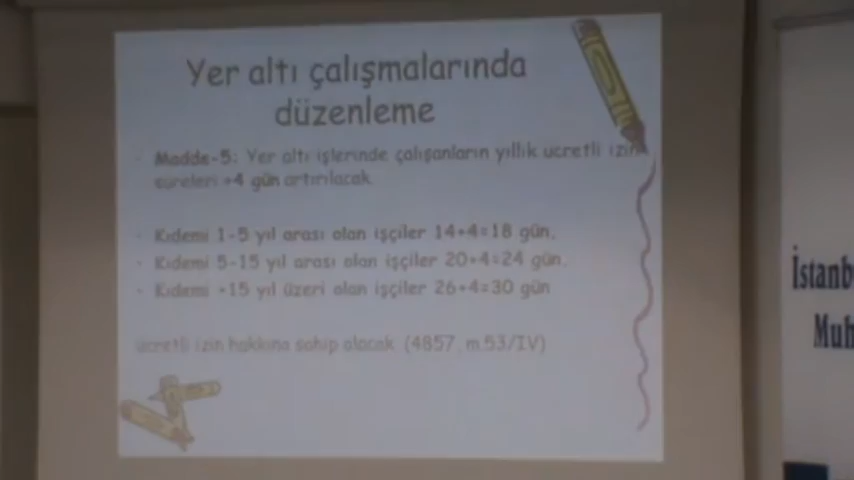 Yer altı çalışmalarında
düzenleme
Madde-5: Yer altı işlerinde çalışanların yıllık ücretli izin
süreleri +4 gün artırılacak.
Kıdemi 1-5 yıl arası olan işçiler 14+4=18 gün,
Kıdemi 5-15 yıl arası olan işçiler 20+4=24 gün,
Kıdemi +15 yıl üzeri olan işçiler 26+4=30 gün
ücretli izin hakkına sahip olacak. (4857 m.53/IV)
İstanb
Muh